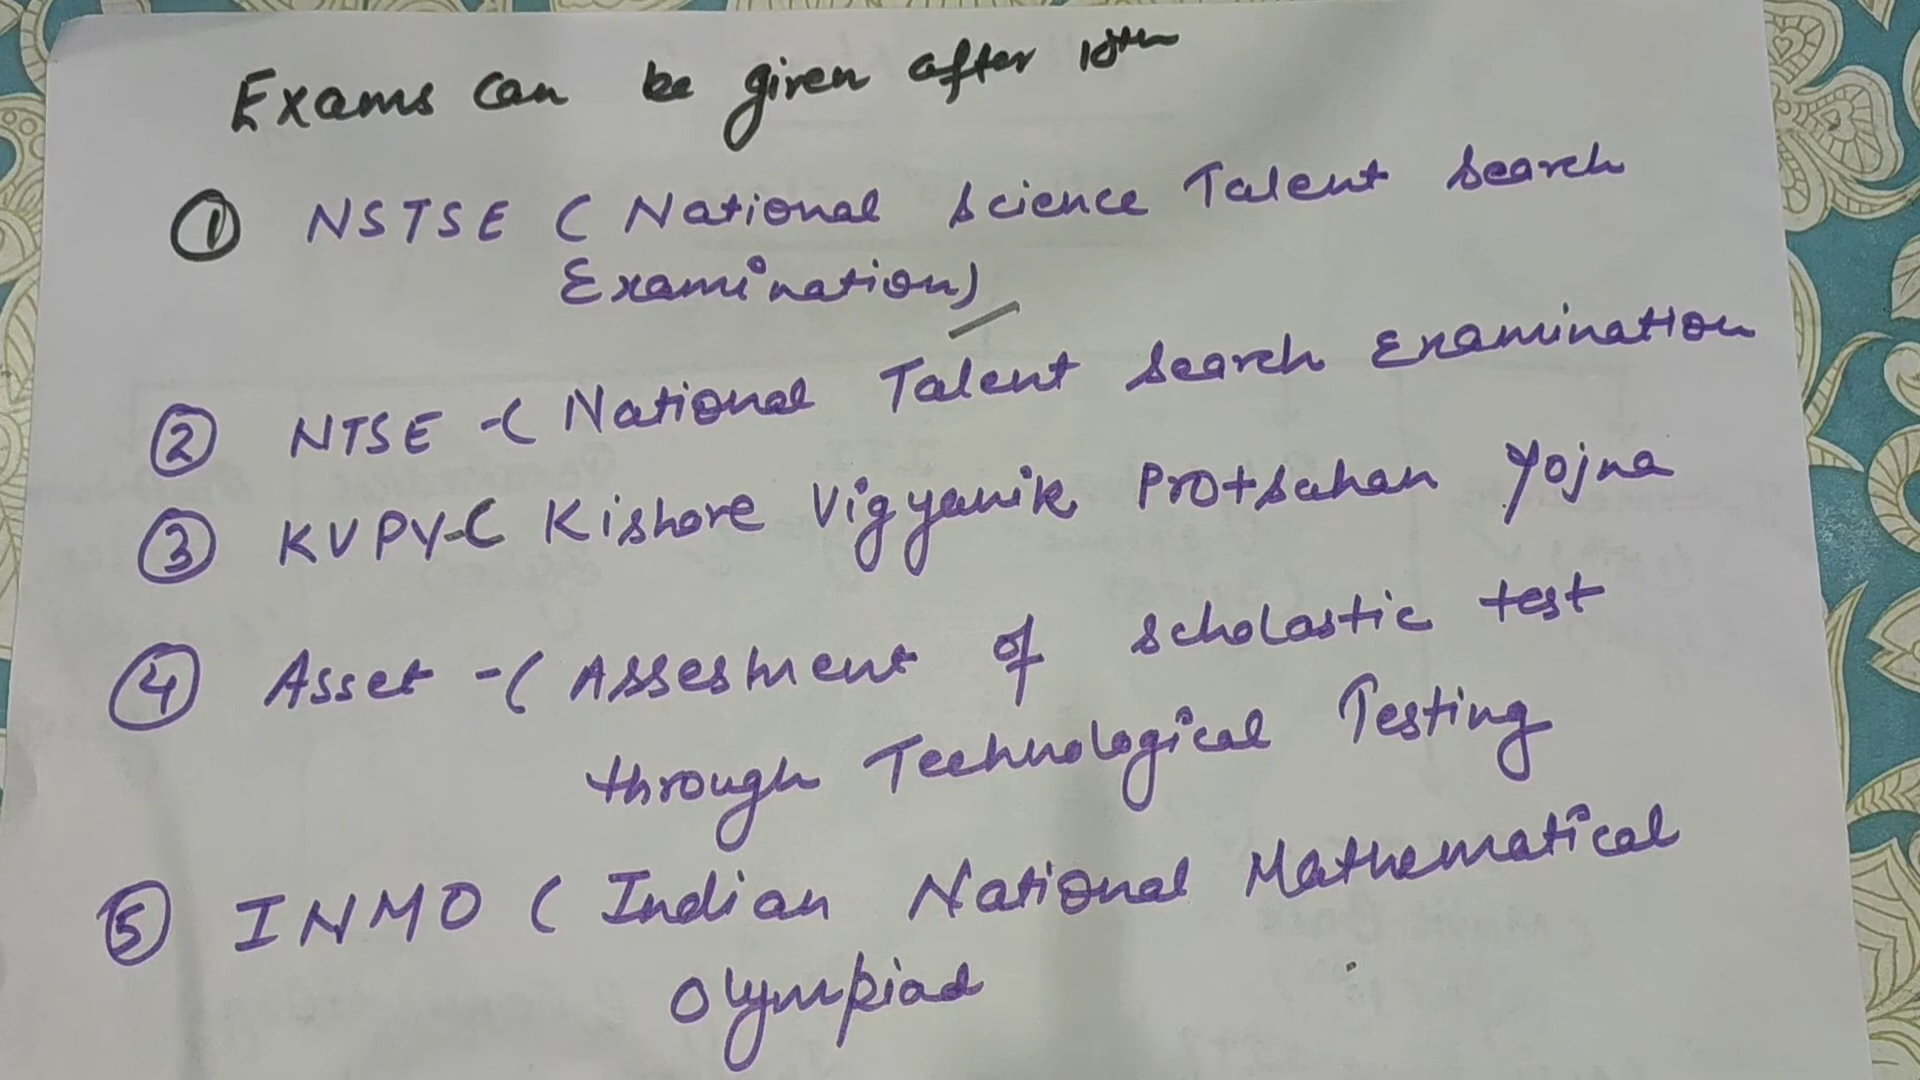 Exams can be given after 10th
① NSTSE ( National Science Talent Search
Examination)
② NTSE -( National Talent Search Examination
③ KVPY-( Kishore Vigyanik Protsahan Yojna
④ Asset -( Assesment of scholastic test
through Technological Testing
⑤ INMO ( Indian National Mathematical
Olympiad